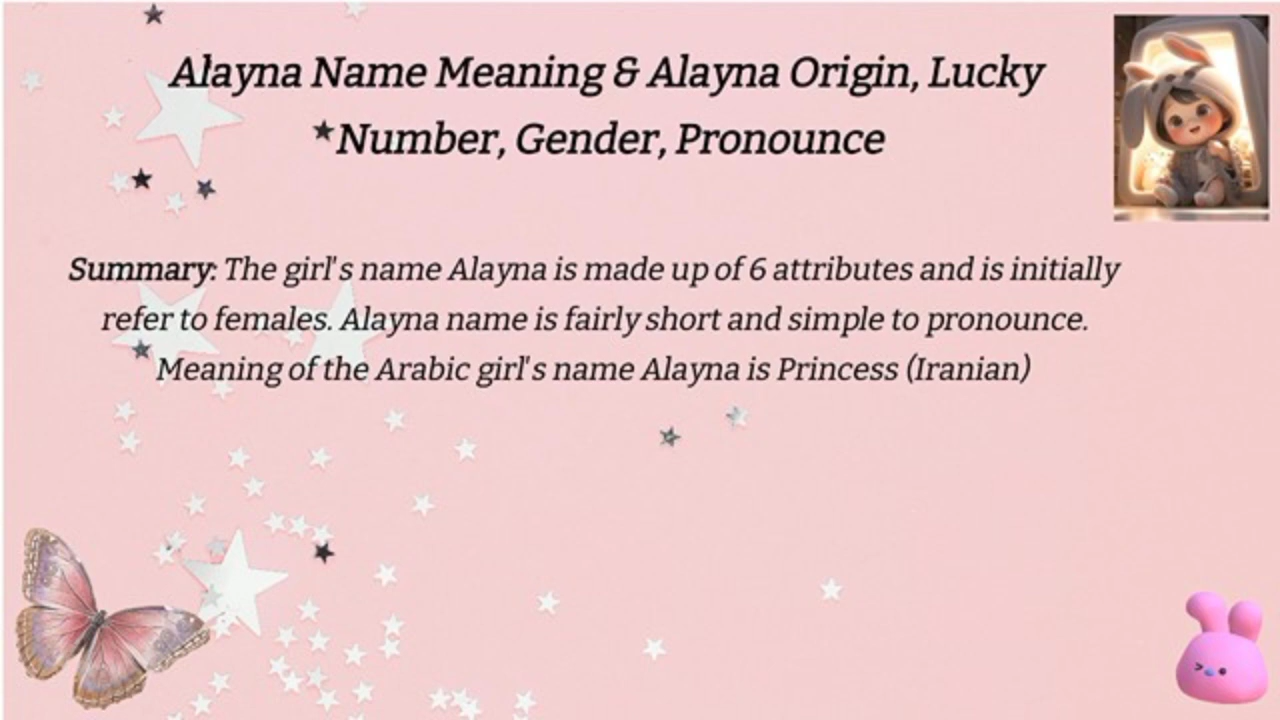 Alayna Name Meaning & Alayna Origin, Lucky
Number, Gender, Pronounce
Summary: The girl's name Alayna is made up of 6 attributes and is initially
refer to females. Alayna name is fairly short and simple to pronounce.
Meaning of the Arabic girl's name Alayna is Princess (Iranian)